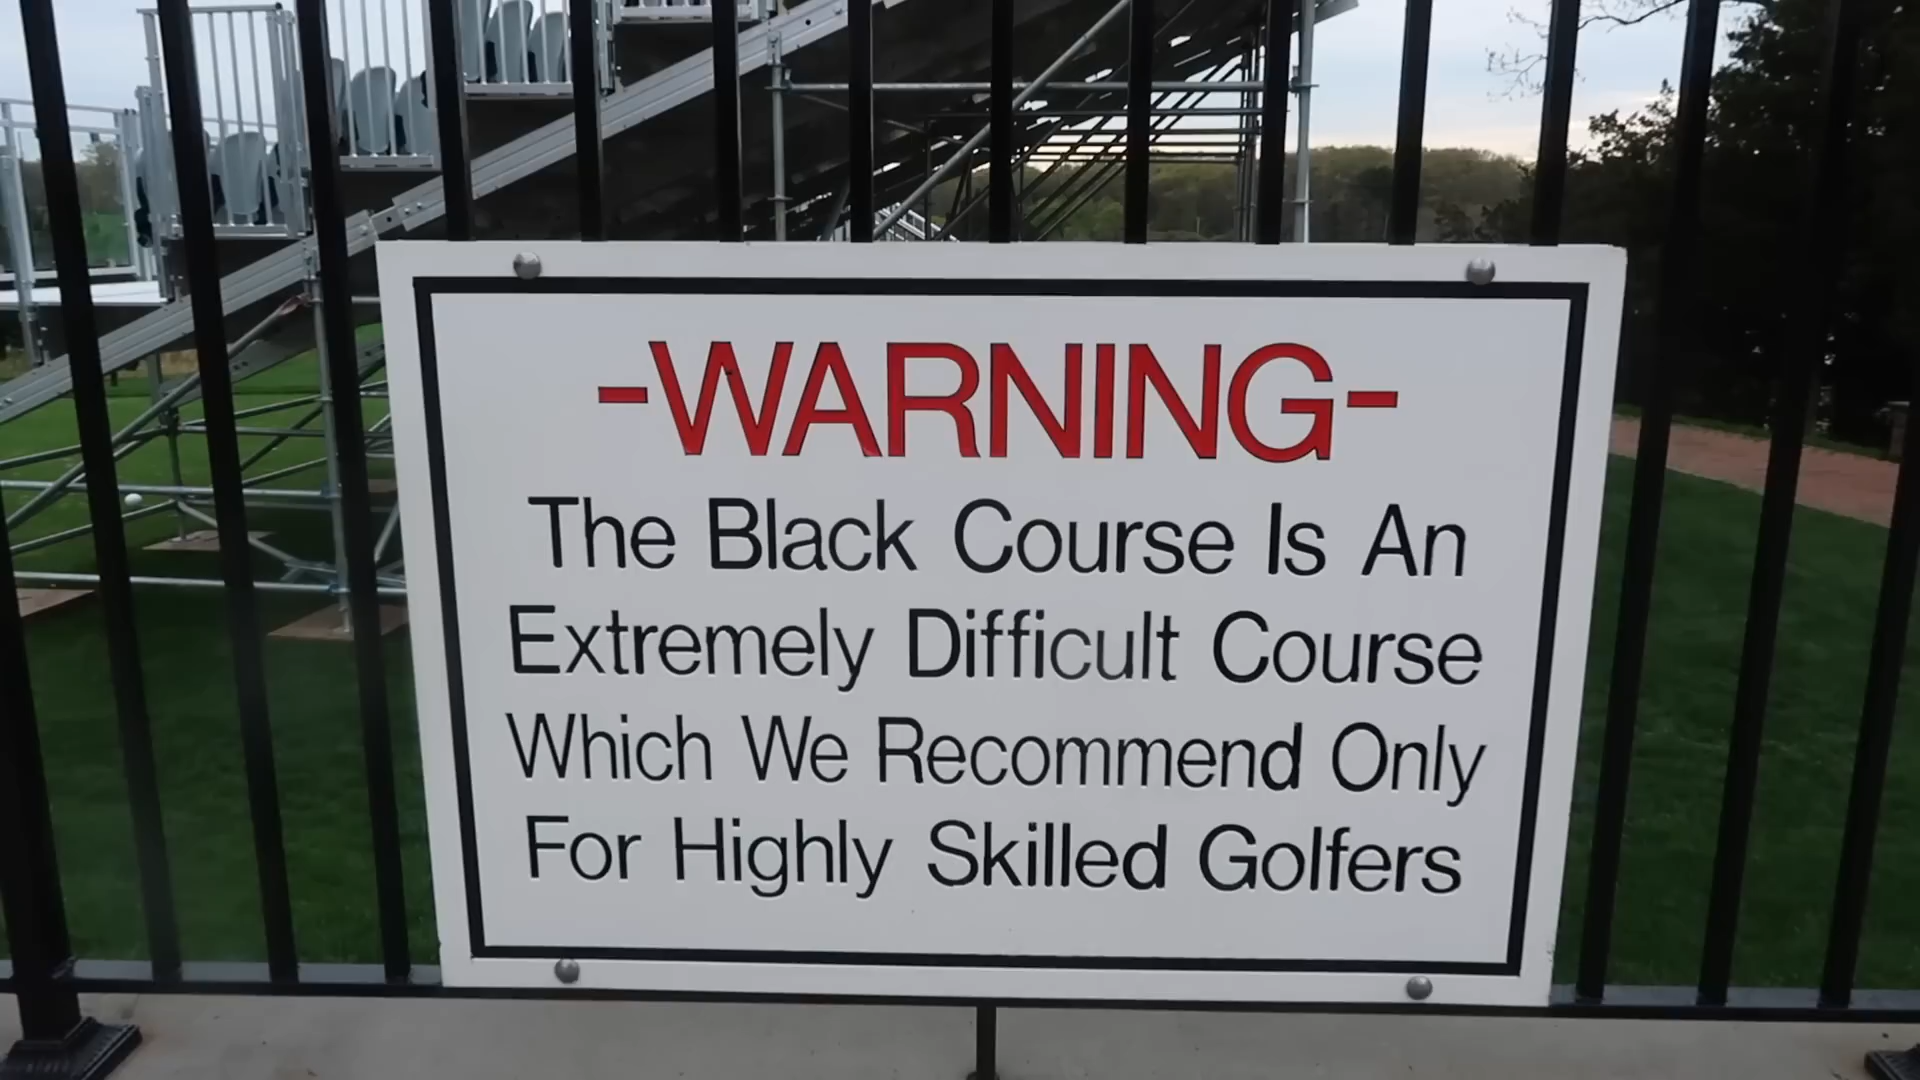 -WARNING-
The Black Course Is An
Extremely Difficult Course
Which We Recommend Only
For Highly Skilled Golfers